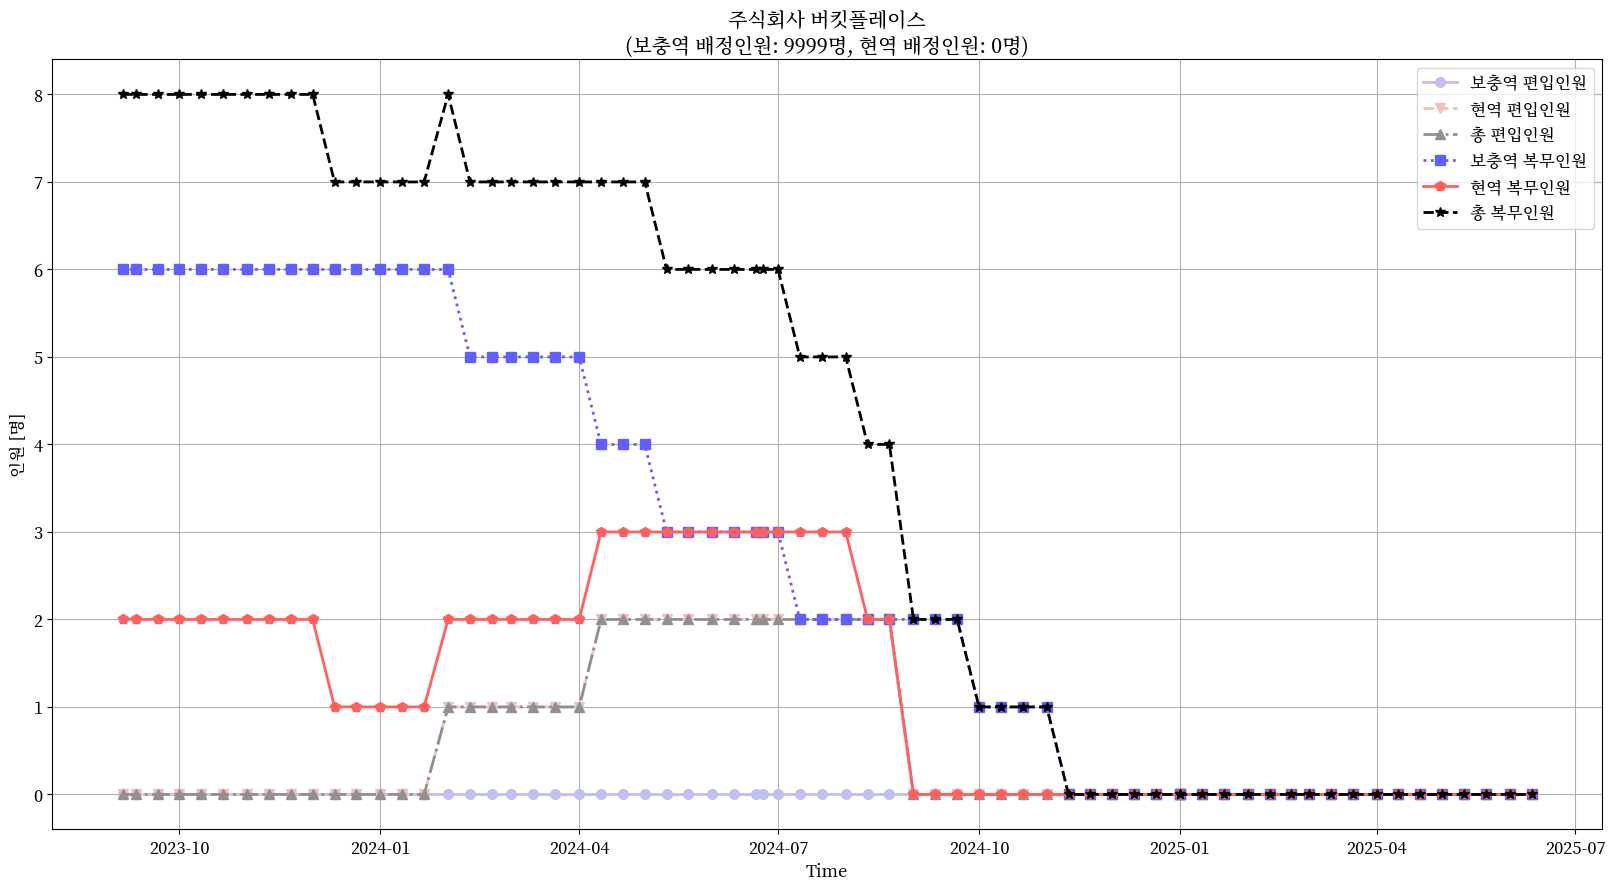 주식회사 버킷플레이스
(보충역 배정인원: 9999명, 현역 배정인원: 0명)
보충역 편입인원
현역 편입인원
총 편입인원
보충역 복무인원
현역 복무인원
총 복무인원
인원 [명]
8
7
6
5
4
3
2
1
0
2023-10
2024-01
2024-04
2024-07
2024-10
2025-01
2025-04
2025-07
Time